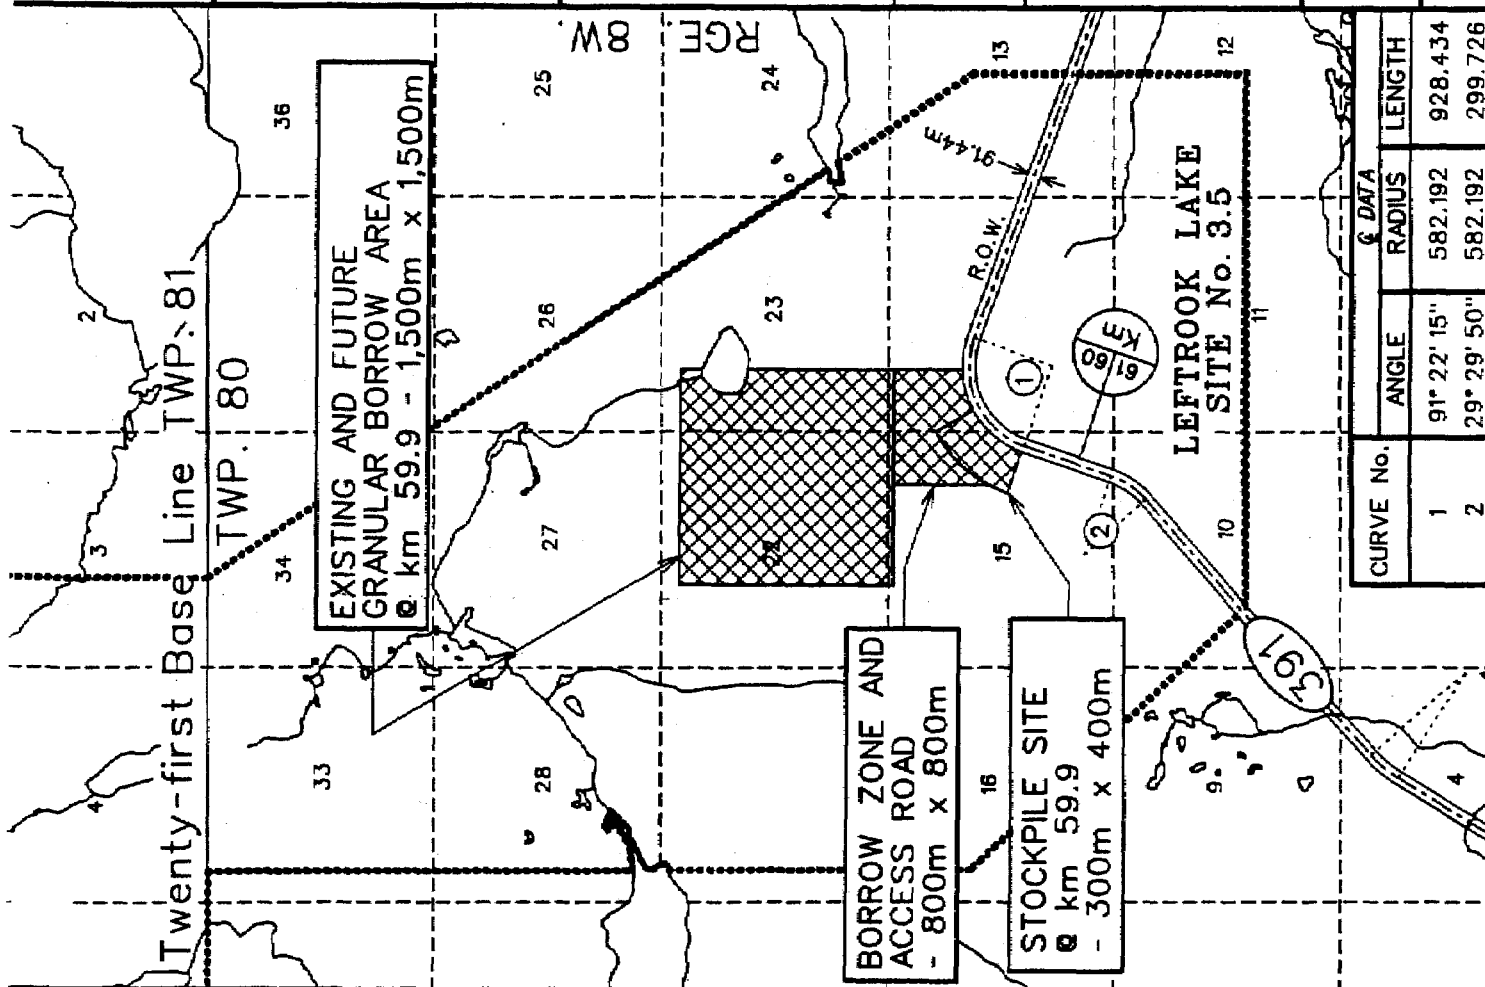 RGE. 8W.
Twenty-first Base Line TWP. 81
TWP. 80
EXISTING AND FUTURE
GRANULAR BORROW AREA
@ km 59.9 - 1,500m x 1,500m
BORROW ZONE AND
ACCESS ROAD
- 800m x 800m
STOCKPILE SITE
@ km 59.9
- 300m x 400m
LEFTROOK LAKE
SITE No. 3.5
R.O.W.
91.44m
61
60
Km
1
2
391
4
3
2
33
34
36
28
27
26
25
22
23
24
16
15
13
9
10
11
12
4
℄ DATA
CURVE No. ANGLE RADIUS LENGTH
1 91° 22' 15" 582.192 928.434
2 29° 29' 50" 582.192 299.726